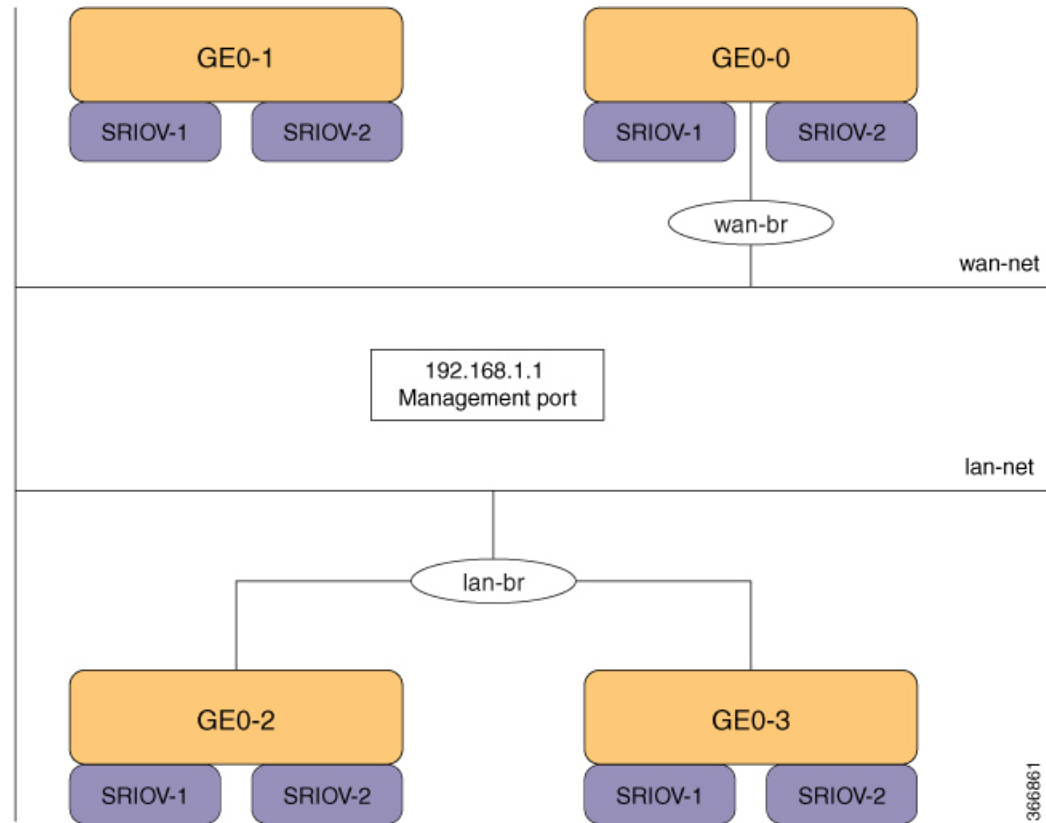 GE0-1
GE0-0
SRIOV-1
SRIOV-2
SRIOV-1
SRIOV-2
wan-br
wan-net
192.168.1.1
Management port
lan-net
lan-br
GE0-2
GE0-3
SRIOV-1
SRIOV-2
SRIOV-1
SRIOV-2
366861